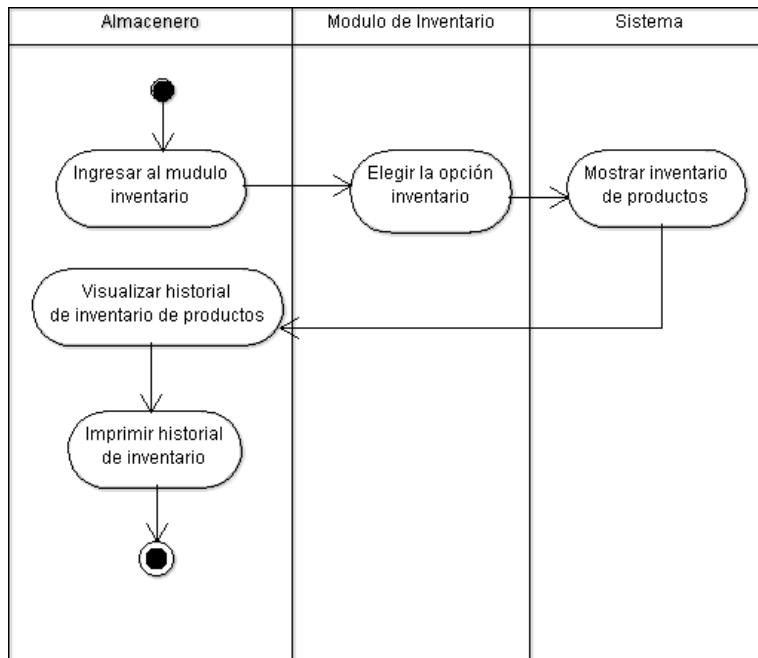 Almacenero
Modulo de Inventario
Sistema
Ingresar al mudulo
inventario
Elegir la opción
inventario
Mostrar inventario
de productos
Visualizar historial
de inventario de productos
Imprimir historial
de inventario